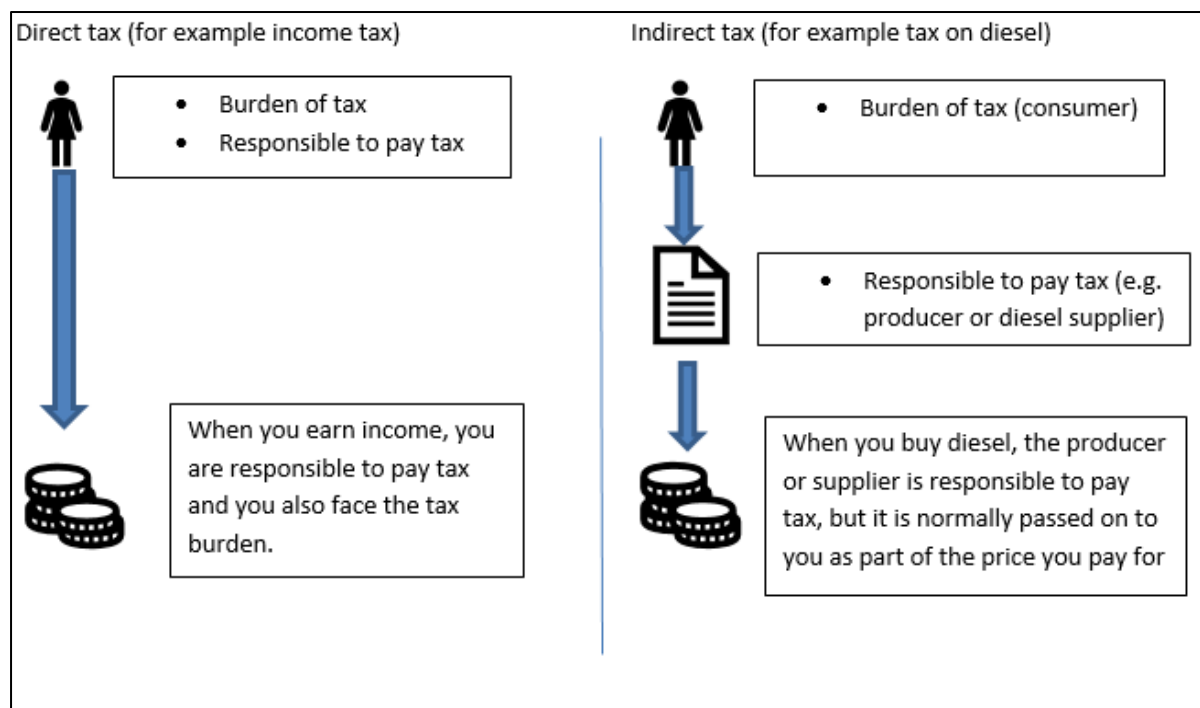 Direct tax (for example income tax)
• Burden of tax
• Responsible to pay tax
When you earn income, you
are responsible to pay tax
and you also face the tax
burden.
Indirect tax (for example tax on diesel)
• Burden of tax (consumer)
• Responsible to pay tax (e.g.
producer or diesel supplier)
When you buy diesel, the producer
or supplier is responsible to pay
tax, but it is normally passed on to
you as part of the price you pay for